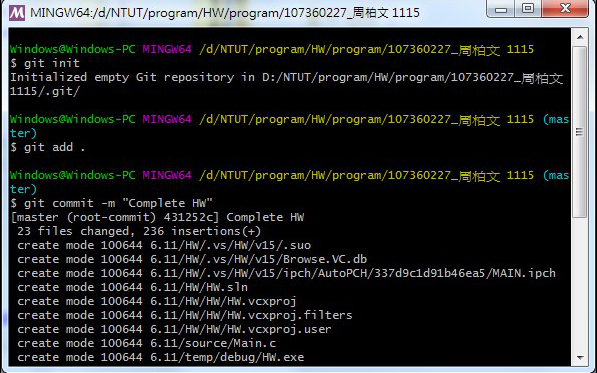 MINGW64:/d/NTUT/program/HW/program/107360227_周柏文 1115
Windows@Windows-PC MINGW64 /d/NTUT/program/HW/program/107360227_周柏文 1115
$ git init
Initialized empty Git repository in D:/NTUT/program/HW/program/107360227_周柏文
1115/.git/
Windows@Windows-PC MINGW64 /d/NTUT/program/HW/program/107360227_周柏文 1115 (mas
ter)
$ git add .
Windows@Windows-PC MINGW64 /d/NTUT/program/HW/program/107360227_周柏文 1115 (mas
ter)
$ git commit -m "Complete HW"
[master (root-commit) 431252c] Complete HW
23 files changed, 236 insertions(+)
create mode 100644 6.11/HW/.vs/HW/v15/.suo
create mode 100644 6.11/HW/.vs/HW/v15/Browse.VC.db
create mode 100644 6.11/HW/.vs/HW/v15/ipch/AutoPCH/337d9c1d91b46ea5/MAIN.ipch
create mode 100644 6.11/HW/HW.sln
create mode 100644 6.11/HW/HW/HW.vcxproj
create mode 100644 6.11/HW/HW/HW.vcxproj.filters
create mode 100644 6.11/HW/HW/HW.vcxproj.user
create mode 100644 6.11/source/Main.c
create mode 100644 6.11/temp/debug/HW.exe